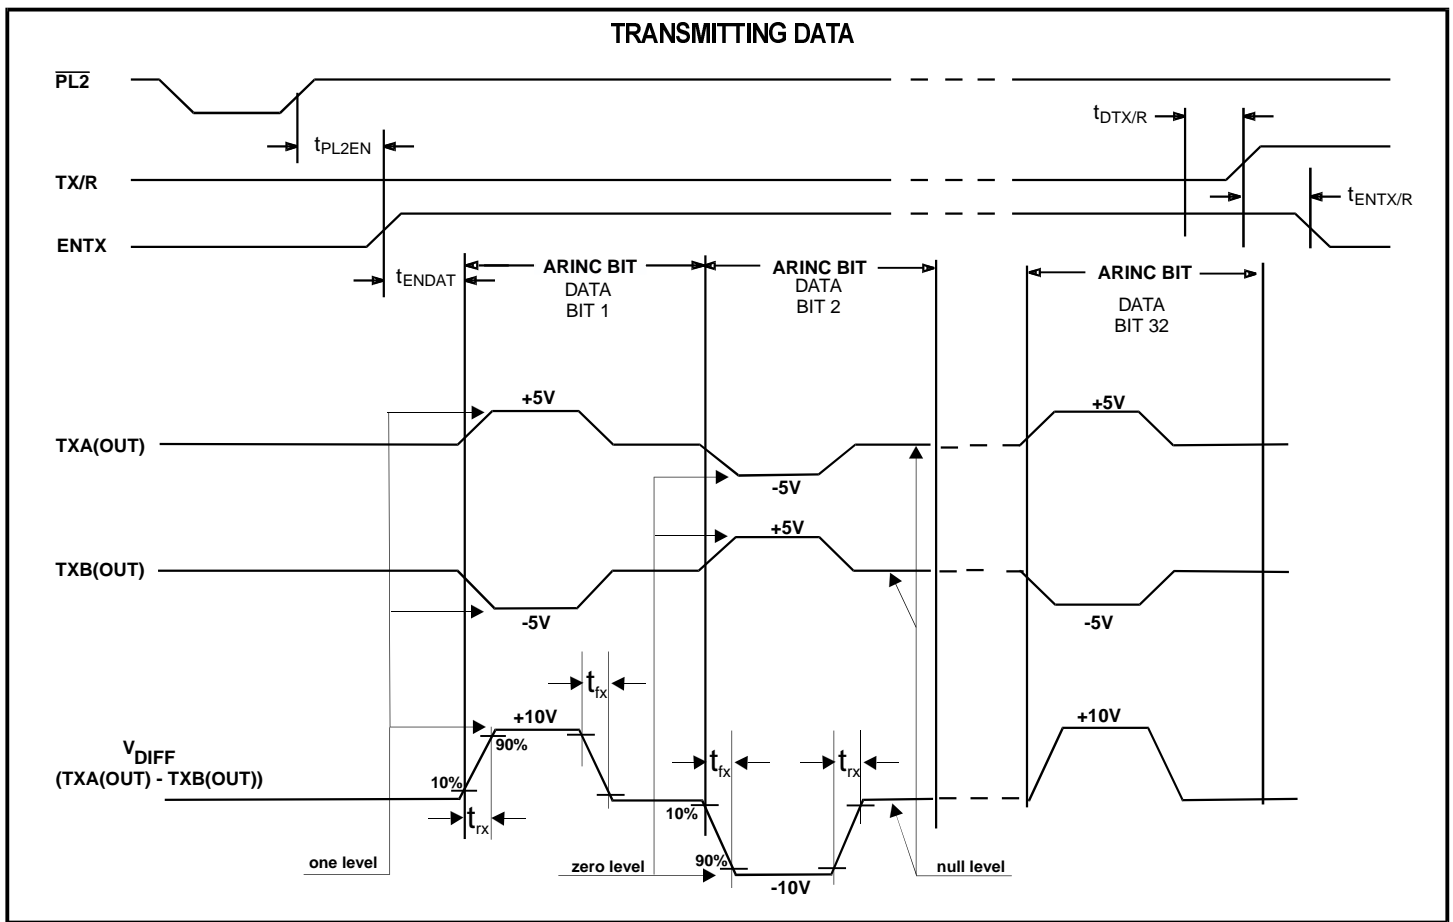 TRANSMITTING DATA
PL2
tDTX/R
tPL2EN
TX/R
tENTX/R
ENTX
tENDAT
ARINC BIT
DATA
BIT 1
ARINC BIT
DATA
BIT 2
ARINC BIT
DATA
BIT 32
+5V
+5V
TXA(OUT)
-5V
+5V
TXB(OUT)
-5V
-5V
tfx
+10V
+10V
90%
VDIFF
(TXA(OUT) - TXB(OUT))
tfx
trx
10%
10%
trx
one level
zero level
90%
null level
-10V